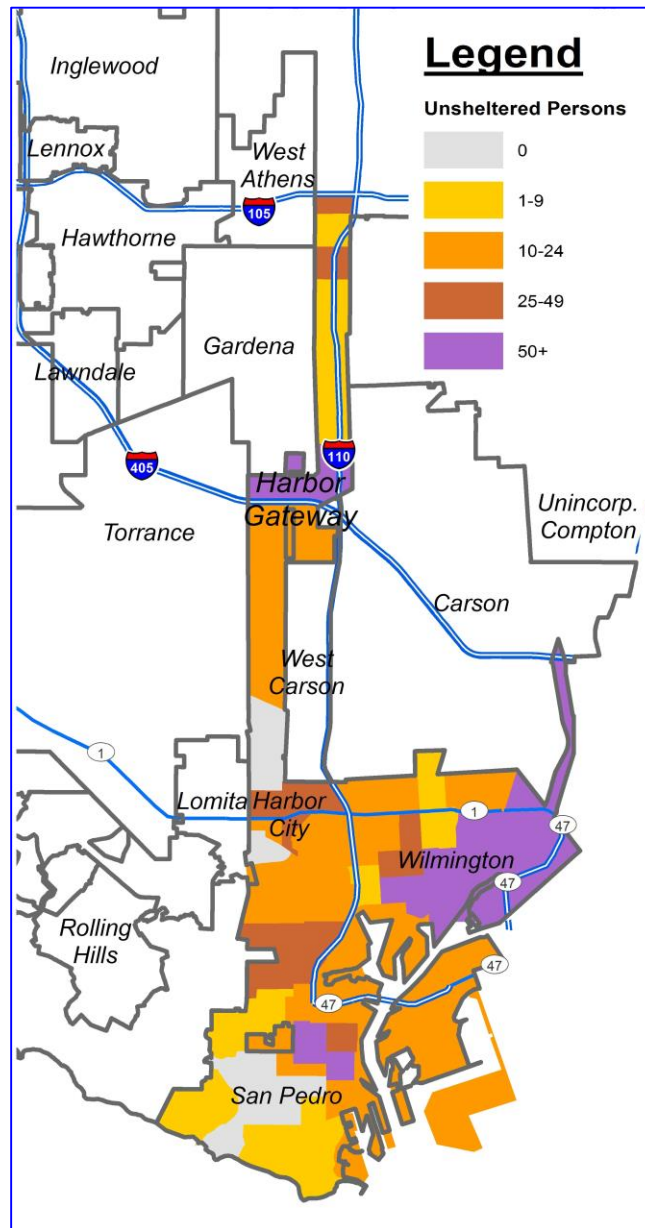 Legend
Unsheltered Persons
0
1-9
10-24
25-49
50+
Inglewood
Lennox
West
Athens
105
Hawthorne
Gardena
Lawndale
405
110
Harbor
Gateway
Torrance
Unincorp.
Compton
Carson
West
Carson
1
Lomita
Harbor
City
1
47
Wilmington
47
Rolling
Hills
47
47
San Pedro